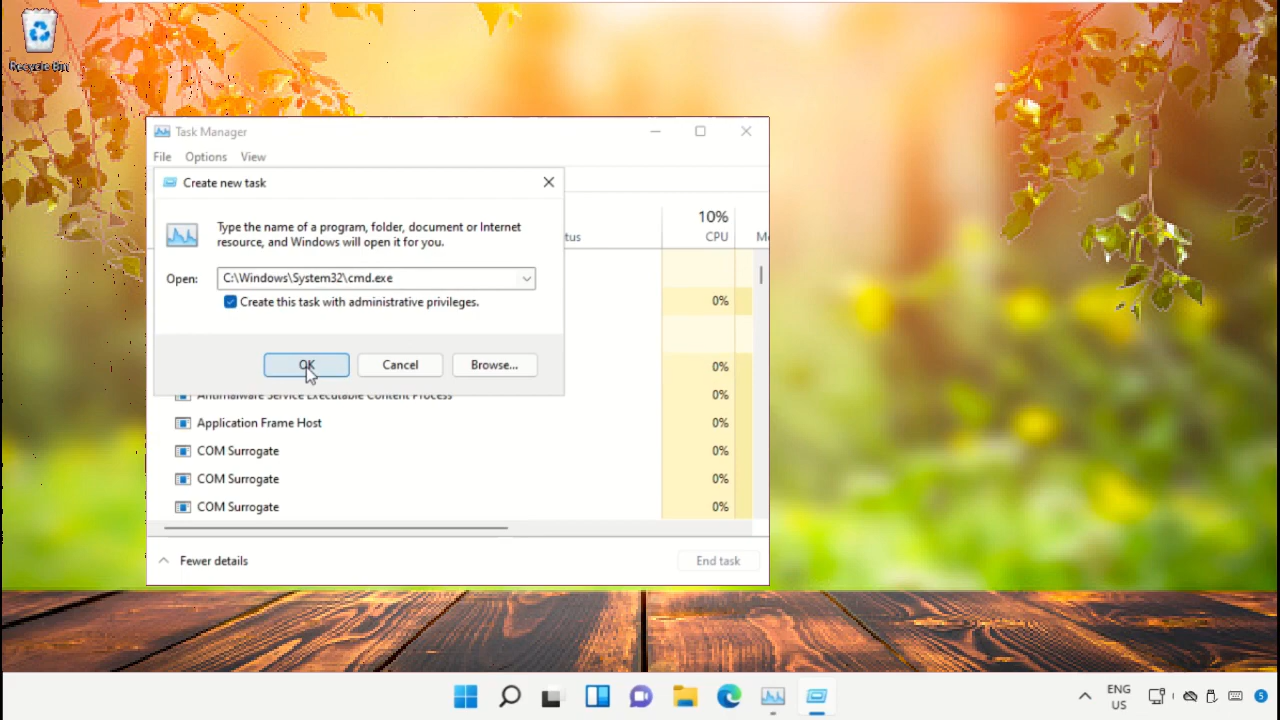 Recycle Bin
Task Manager
File Options View
Create new task
Type the name of a program, folder, document or Internet
resource, and Windows will open it for you.
Open: C:\Windows\System32\cmd.exe
Create this task with administrative privileges.
OK Cancel Browse...
10%
tus CPU Me
0%
0%
Antimalware Service Executable Content Process 0%
Application Frame Host 0%
COM Surrogate 0%
COM Surrogate 0%
COM Surrogate 0%
Fewer details End task
ENG
US
5